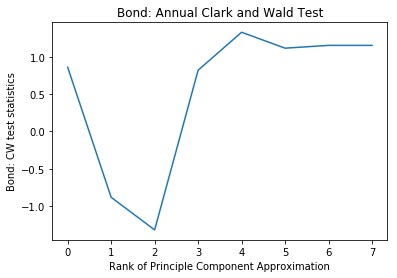 Bond: Annual Clark and Wald Test
Bond: CW test statistics
1.0
0.5
0.0
−0.5
−1.0
0 1 2 3 4 5 6 7
Rank of Principle Component Approximation